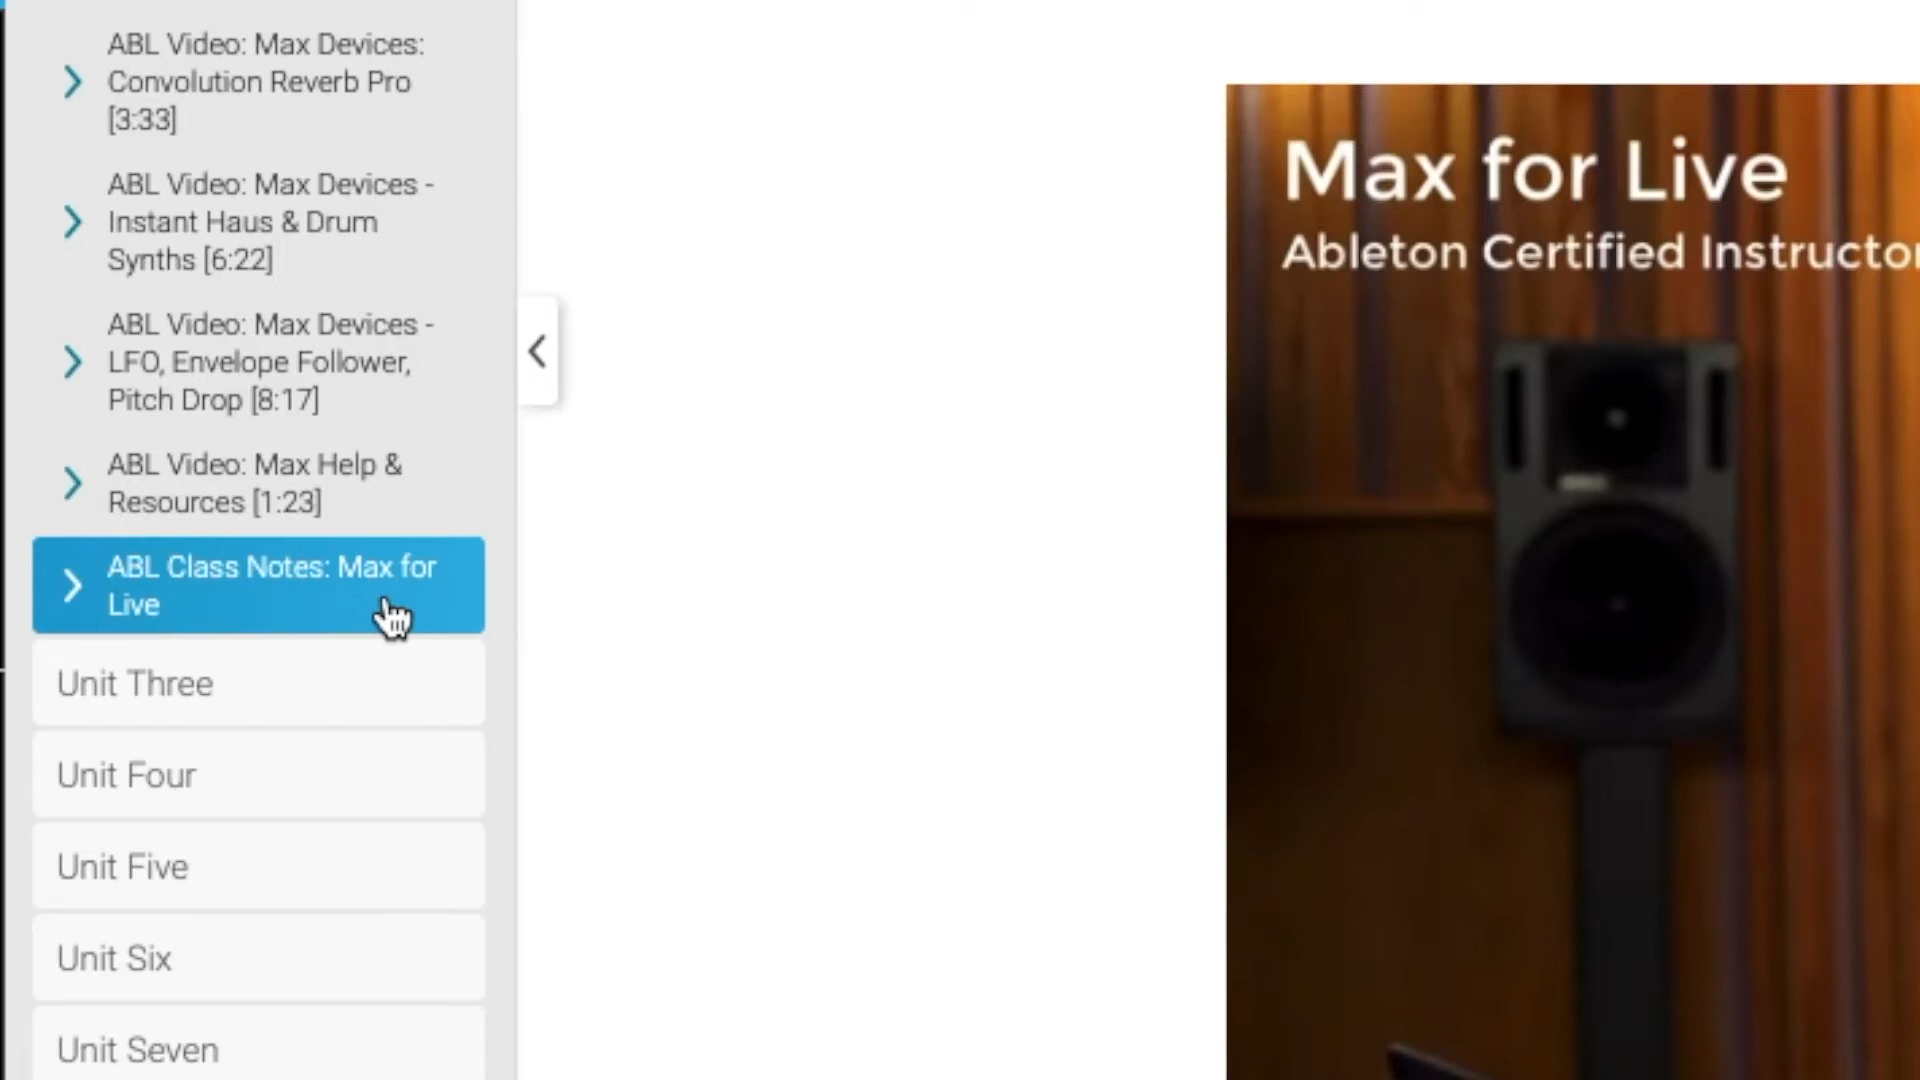 ABL Video: Max Devices:
Convolution Reverb Pro
[3:33]
ABL Video: Max Devices -
Instant Haus & Drum
Synths [6:22]
ABL Video: Max Devices -
LFO, Envelope Follower,
Pitch Drop [8:17]
ABL Video: Max Help &
Resources [1:23]
ABL Class Notes: Max for
Live
Unit Three
Unit Four
Unit Five
Unit Six
Unit Seven
Max for Live
Ableton Certified Instructor